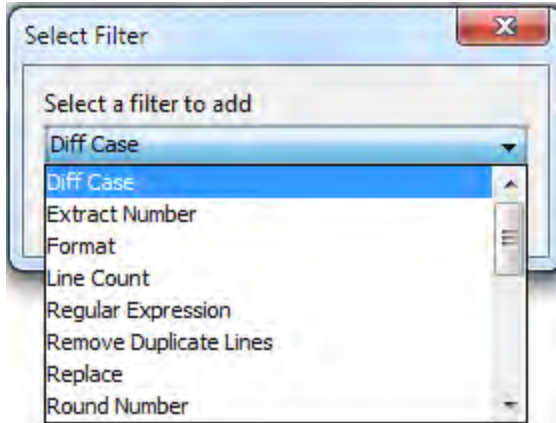 Select Filter
Select a filter to add
Diff Case
Diff Case
Extract Number
Format
Line Count
Regular Expression
Remove Duplicate Lines
Replace
Round Number